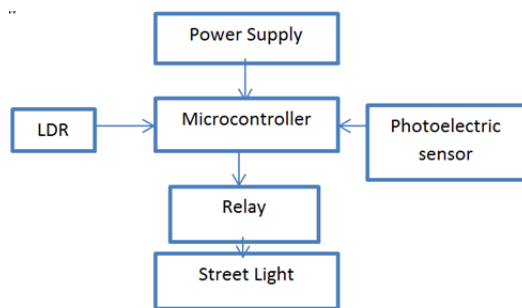 Power Supply
LDR
Microcontroller
Photoelectric
sensor
Relay
Street Light